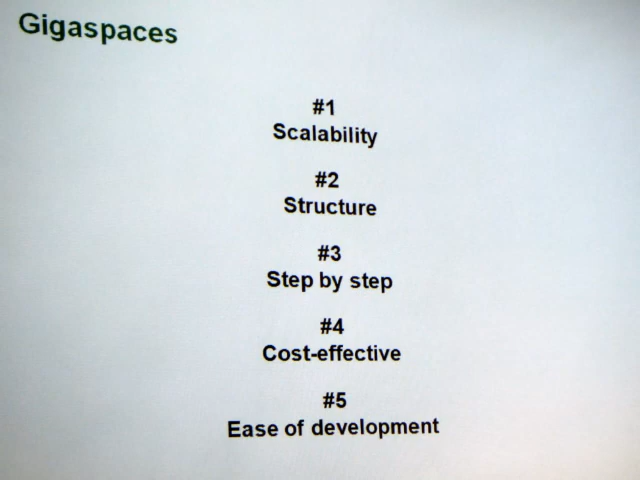 Gigaspaces
#1
Scalability
#2
Structure
#3
Step by step
#4
Cost-effective
#5
Ease of development